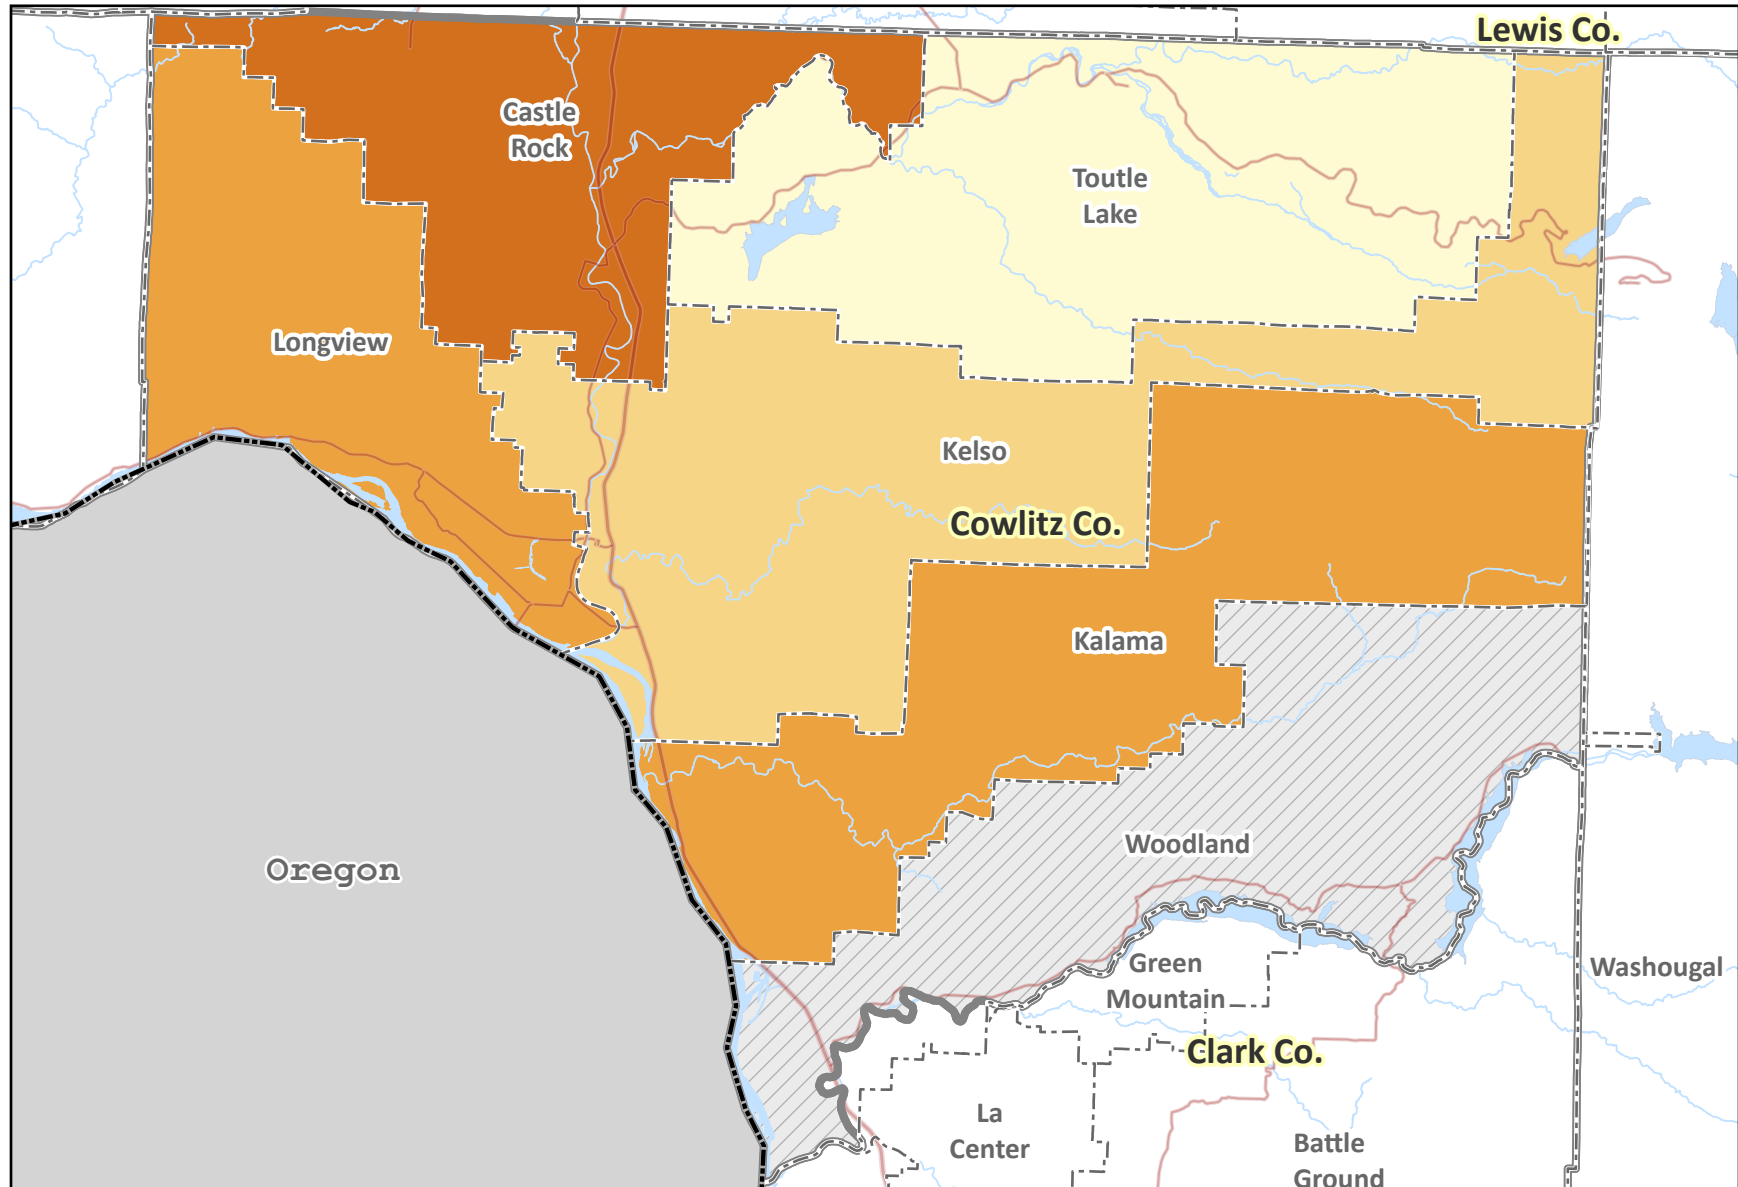 Lewis Co.
Castle
Rock
Toutle
Lake
Longview
Kelso
Cowlitz Co.
Kalama
Woodland
Oregon
Green
Mountain
Washougal
Clark Co.
La
Center
Battle
Ground